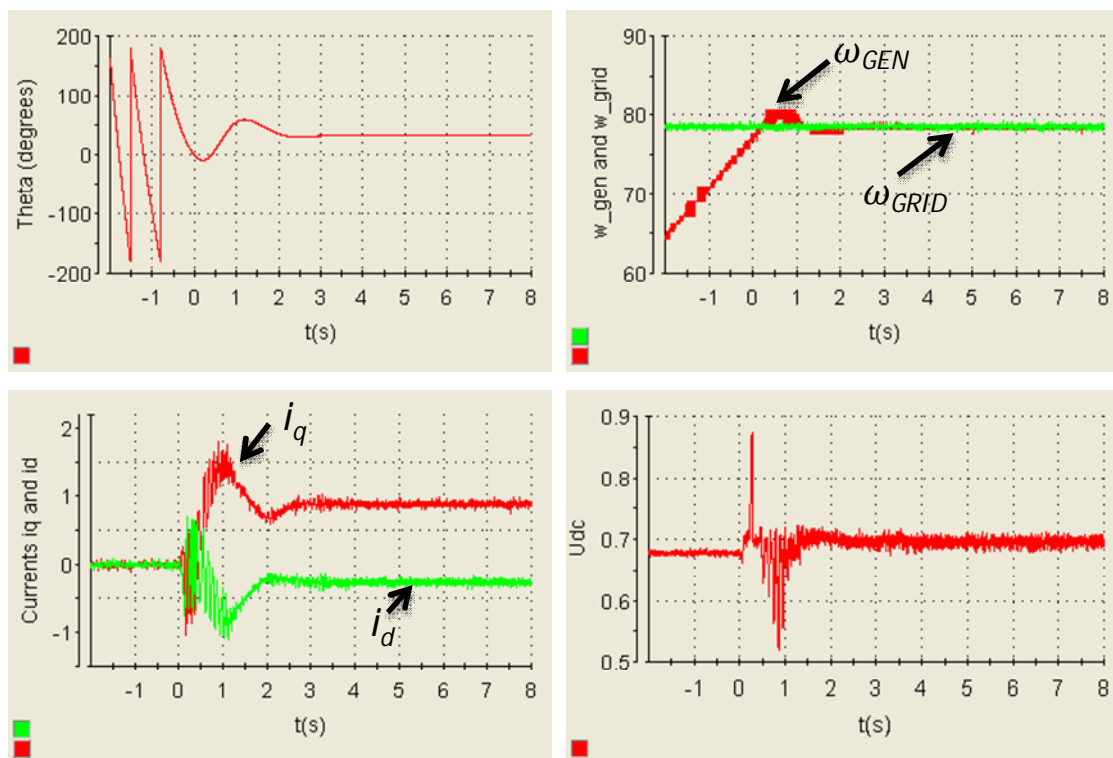 Theta (degrees)
200
100
0
-100
-200
-1 0 1 2 3 4 5 6 7 8
t(s)
w_gen and w_grid
90
80
70
60
ωGEN
ωGRID
-1 0 1 2 3 4 5 6 7 8
t(s)
Currents iq and id
2
1
0
-1
iq
id
-1 0 1 2 3 4 5 6 7 8
t(s)
Udc
0.9
0.8
0.7
0.6
0.5
-1 0 1 2 3 4 5 6 7 8
t(s)